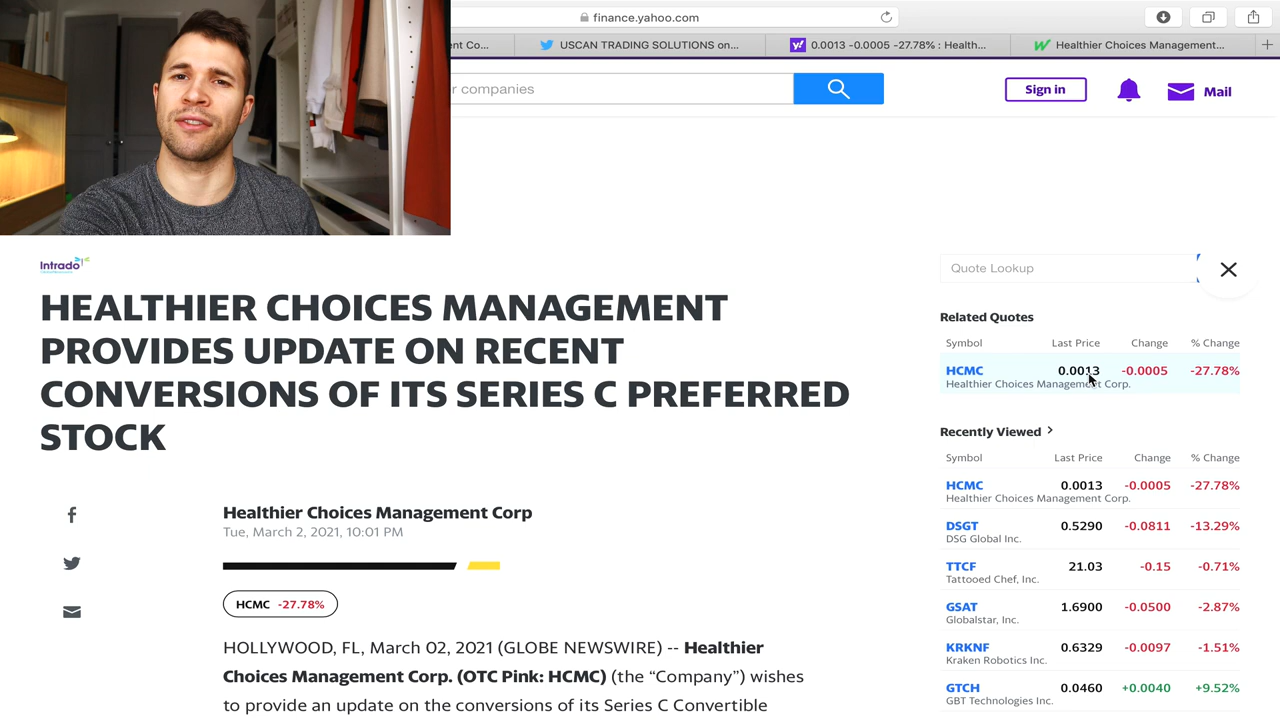 finance.yahoo.com
nt Co...
USCAN TRADING SOLUTIONS on...
0.0013 -0.0005 -27.78% : Health...
Healthier Choices Management...
r companies
Sign in
Mail
Intrado
HEALTHIER CHOICES MANAGEMENT
PROVIDES UPDATE ON RECENT
CONVERSIONS OF ITS SERIES C PREFERRED
STOCK
Healthier Choices Management Corp
Tue, March 2, 2021, 10:01 PM
HCMC -27.78%
HOLLYWOOD, FL, March 02, 2021 (GLOBE NEWSWIRE) -- Healthier
Choices Management Corp. (OTC Pink: HCMC) (the “Company”) wishes
to provide an update on the conversions of its Series C Convertible
Quote Lookup
Related Quotes
Symbol Last Price Change % Change
HCMC 0.0013 -0.0005 -27.78%
Healthier Choices Management Corp.
Recently Viewed
Symbol Last Price Change % Change
HCMC 0.0013 -0.0005 -27.78%
Healthier Choices Management Corp.
DSGT 0.5290 -0.0811 -13.29%
DSG Global Inc.
TTCF 21.03 -0.15 -0.71%
Tattooed Chef, Inc.
GSAT 1.6900 -0.0500 -2.87%
Globalstar, Inc.
KRKNF 0.6329 -0.0097 -1.51%
Kraken Robotics Inc.
GTCH 0.0460 +0.0040 +9.52%
GBT Technologies Inc.